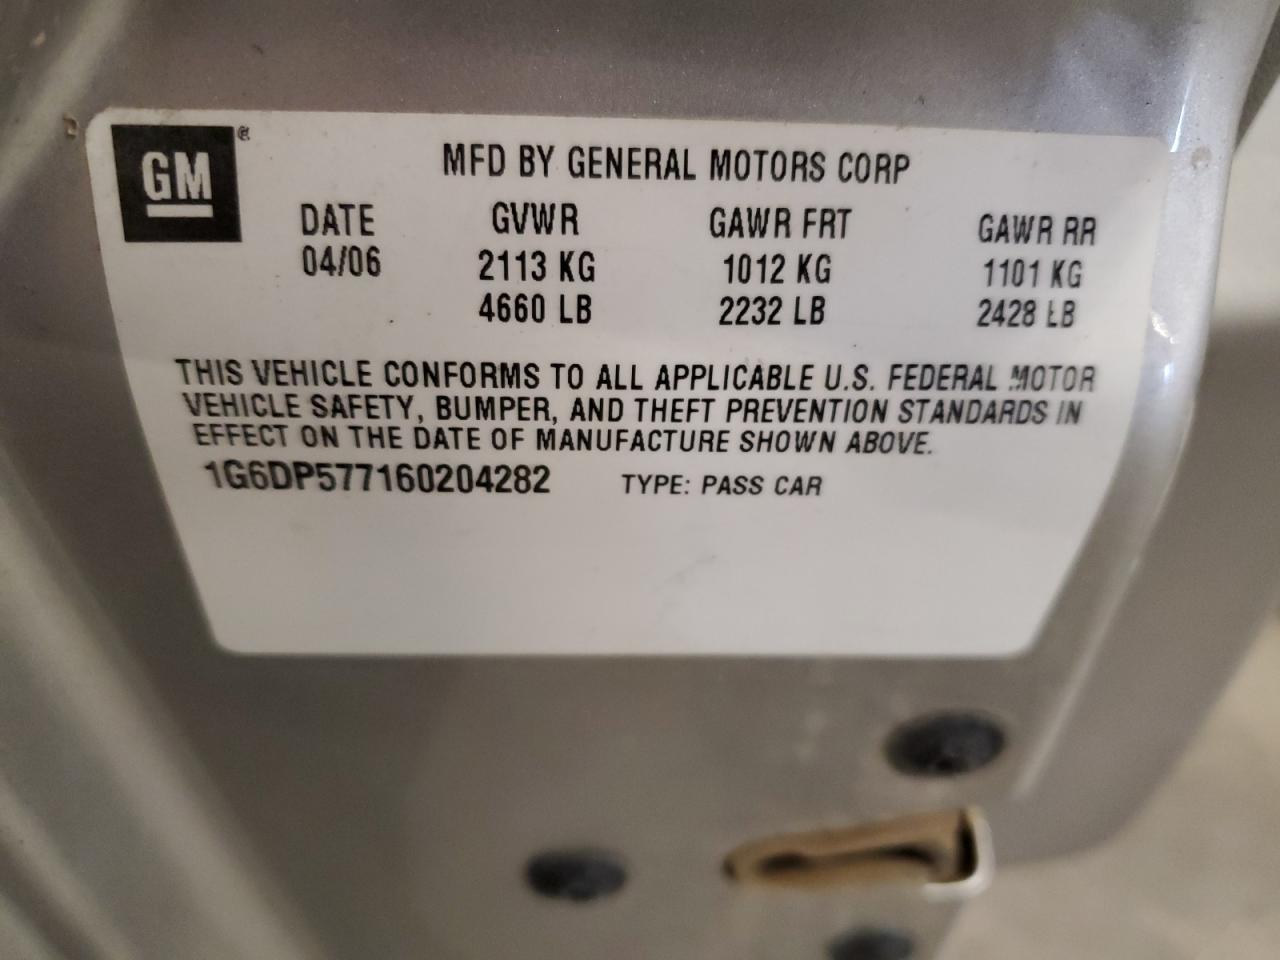 GM
MFD BY GENERAL MOTORS CORP
DATE GVWR GAWR FRT GAWR RR
04/06 2113 KG 1012 KG 1101 KG
4660 LB 2232 LB 2428 LB
THIS VEHICLE CONFORMS TO ALL APPLICABLE U.S. FEDERAL MOTOR
VEHICLE SAFETY, BUMPER, AND THEFT PREVENTION STANDARDS IN
EFFECT ON THE DATE OF MANUFACTURE SHOWN ABOVE.
1G6DP577160204282 TYPE: PASS CAR